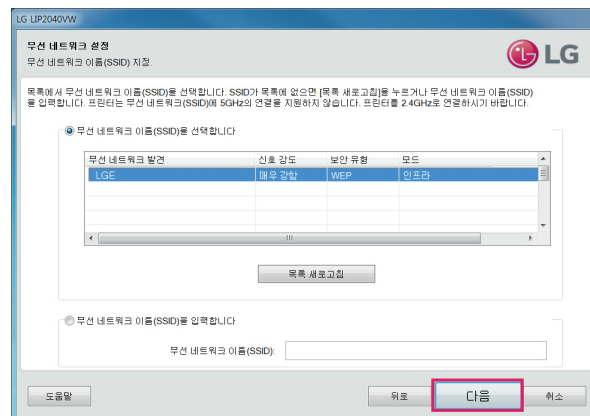 LG LIP2040VW
무선 네트워크 설정
무선 네트워크 이름(SSID) 지정.
LG
목록에서 무선 네트워크 이름(SSID)을 선택합니다. SSID가 목록에 없으면 [목록 새로고침]을 누르거나 무선 네트워크 이름(SSID)
을 입력합니다. 프린터는 무선 네트워크(SSID)에 5GHz의 연결을 지원하지 않습니다. 프린터를 2.4GHz로 연결하시기 바랍니다.
무선 네트워크 이름(SSID)을 선택합니다
무선 네트워크 발견 신호 강도 보안 유형 모드
LGE 매우 강함 WEP 인프라
목록 새로고침
무선 네트워크 이름(SSID)을 입력합니다
무선 네트워크 이름(SSID):
도움말 뒤로 다음 취소